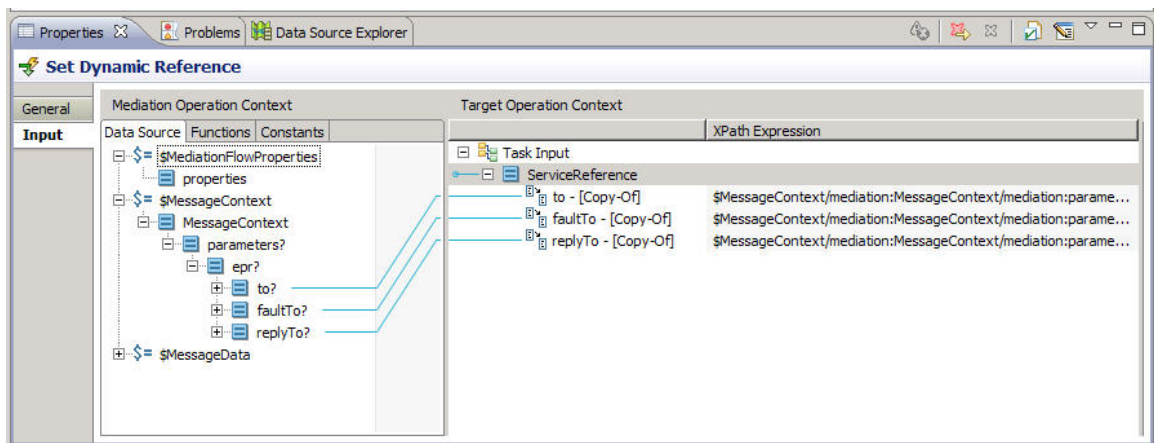 Properties Problems Data Source Explorer
Set Dynamic Reference
General
Input
Mediation Operation Context
Data Source Functions Constants
$= $MediationFlowProperties
properties
$= $MessageContext
MessageContext
parameters?
epr?
to?
faultTo?
replyTo?
$= $MessageData
Target Operation Context
XPath Expression
Task Input
ServiceReference
to - [Copy-Of] $MessageContext/mediation:MessageContext/mediation:parame...
faultTo - [Copy-Of] $MessageContext/mediation:MessageContext/mediation:parame...
replyTo - [Copy-Of] $MessageContext/mediation:MessageContext/mediation:parame...